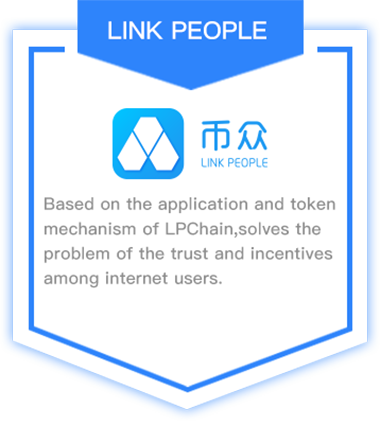 LINK PEOPLE
币众
LINK PEOPLE
Based on the application and token
mechanism of LPChain,solves the
problem of the trust and incentives
among internet users.